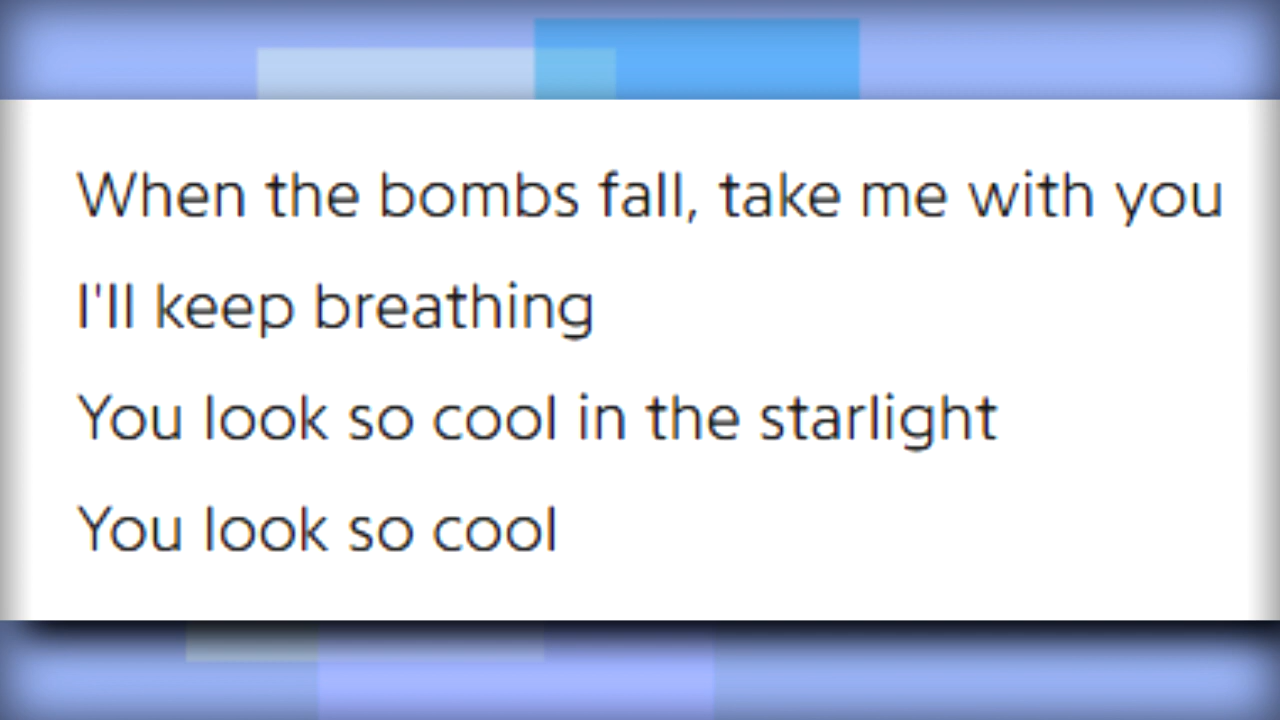 When the bombs fall, take me with you
I'll keep breathing
You look so cool in the starlight
You look so cool